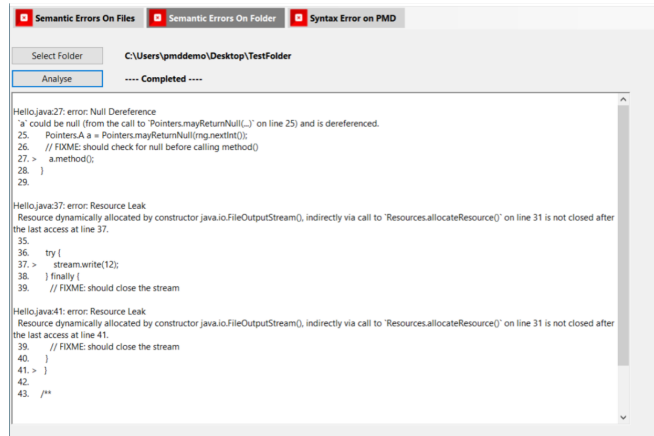 Semantic Errors On Files
Semantic Errors On Folder
Syntax Error on PMD
Select Folder
C:\Users\pmddemo\Desktop\TestFolder
Analyse
---- Completed ----
Hello.java:27: error: Null Dereference
`a` could be null (from the call to `Pointers.mayReturnNull(...)` on line 25) and is dereferenced.
25. Pointers.A a = Pointers.mayReturnNull(rng.nextInt());
26. // FIXME: should check for null before calling method()
27. > a.method();
28. }
29.
Hello.java:37: error: Resource Leak
Resource dynamically allocated by constructor java.io.FileOutputStream(), indirectly via call to `Resources.allocateResource()` on line 31 is not closed after
the last access at line 37.
35.
36. try {
37. > stream.write(12);
38. } finally {
39. // FIXME: should close the stream
Hello.java:41: error: Resource Leak
Resource dynamically allocated by constructor java.io.FileOutputStream(), indirectly via call to `Resources.allocateResource()` on line 31 is not closed after
the last access at line 41.
39. // FIXME: should close the stream
40. }
41. > }
42.
43. /**